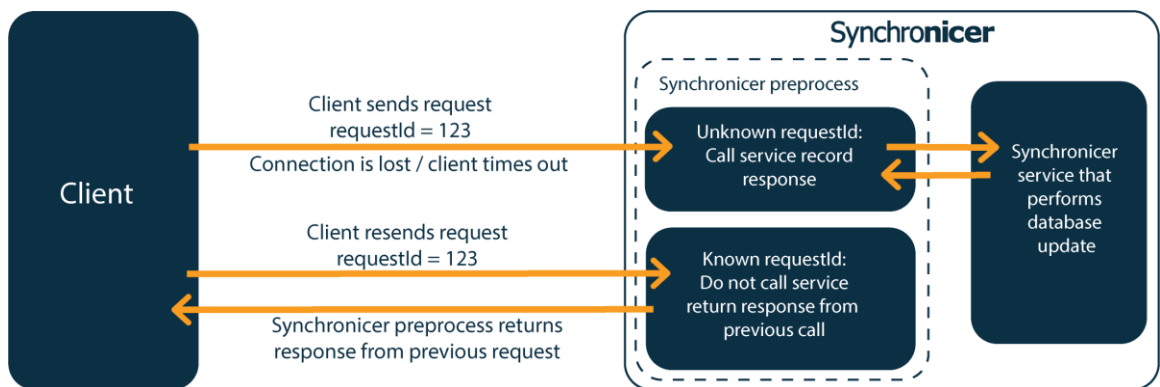 Synchronicer
Synchronicer preprocess
Client sends request
requestId = 123
Connection is lost / client times out
Unknown requestId:
Call service record
response
Synchronicer
service that
performs
database
update
Client
Client resends request
requestId = 123
Known requestId:
Do not call service
return response from
previous call
Synchronicer preprocess returns
response from previous request